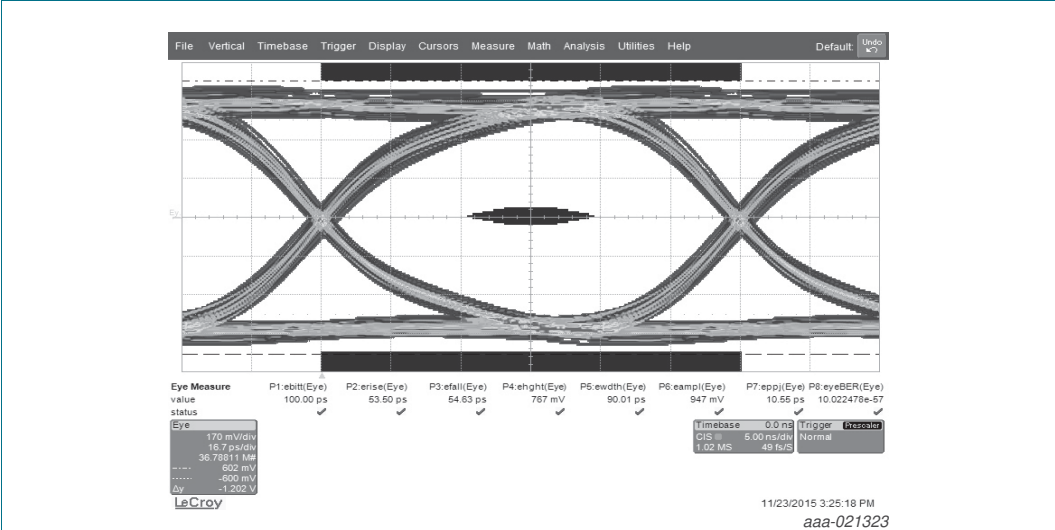 File Vertical Timebase Trigger Display Cursors Measure Math Analysis Utilities Help Default: Undo
Ey
Eye Measure P1:ebitt(Eye) P2:erise(Eye) P3:efall(Eye) P4:ehght(Eye) P5:ewdth(Eye) P6:eampl(Eye) P7:eppj(Eye) P8:eyeBER(Eye)
value 100.00 ps 53.50 ps 54.63 ps 767 mV 90.01 ps 947 mV 10.55 ps 10.022478e-57
status
Eye
170 mV/div
16.7 ps/div
36.78811 M#
602 mV
-600 mV
Δy -1.202 V
Timebase 0.0 ns
CIS 5.00 ns/div
1.02 MS 49 fs/S
Trigger Prescaler
Normal
LeCroy
11/23/2015 3:25:18 PM
aaa-021323